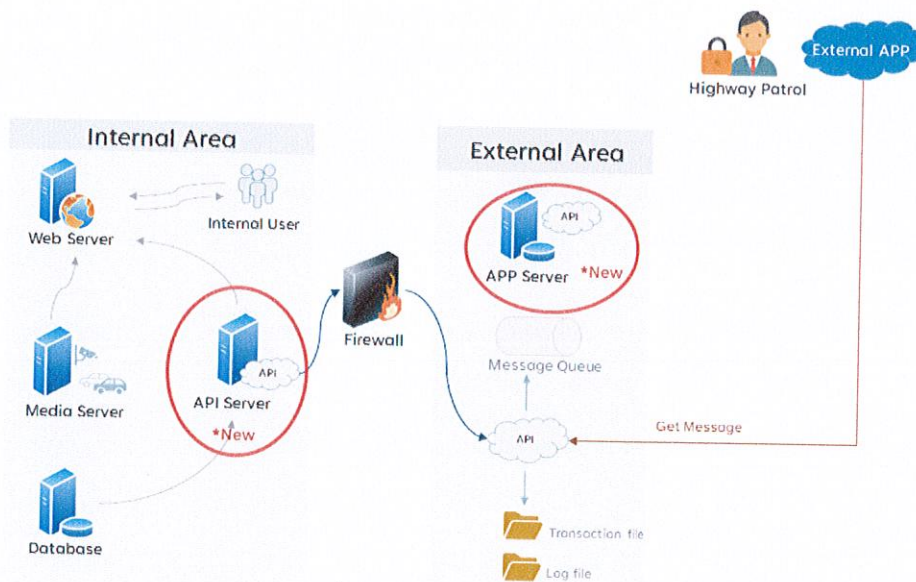 External APP
Highway Patrol
Internal Area
Internal User
Web Server
Media Server
API
API Server
*New
Database
Firewall
External Area
API
APP Server
*New
Message Queue
API
Get Message
Transaction file
Log file